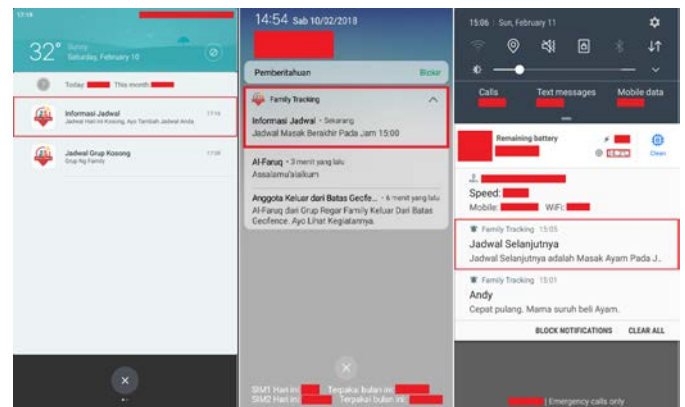 17:18
32°
Sunny
Saturday, February 10
Today This month
Informasi Jadwal 17:16
Jadwal Hari Ini Kosong, Ayo Tambah Jadwal Anda
Jadwal Grup Kosong 17:08
Grup Ng Family
14:54 Sab 10/02/2018
Pemberitahuan
Family Tracking
Informasi Jadwal • Sekarang
Jadwal Masak Berakhir Pada Jam 15:00
Al-Faruq • 3 menit yang lalu
Assalamu'alaikum
Anggota Keluar dari Batas Geofe... • 6 menit yang lalu
Al-Faruq dari Grup Regar Family Keluar Dari Batas
Geofence. Ayo Lihat Kegiatannya.
SIM1 Hari ini: Terpakai bulan ini:
SIM2 Hari ini: Terpakai bulan ini:
15:06 Sun, February 11
Calls Text messages Mobile data
Remaining battery
Clean
Speed:
Mobile: WiFi:
Family Tracking 15:05
Jadwal Selanjutnya
Jadwal Selanjutnya adalah Masak Ayam Pada J..
Family Tracking 15:01
Andy
Cepat pulang. Mama suruh beli Ayam.
BLOCK NOTIFICATIONS CLEAR ALL
Emergency calls only